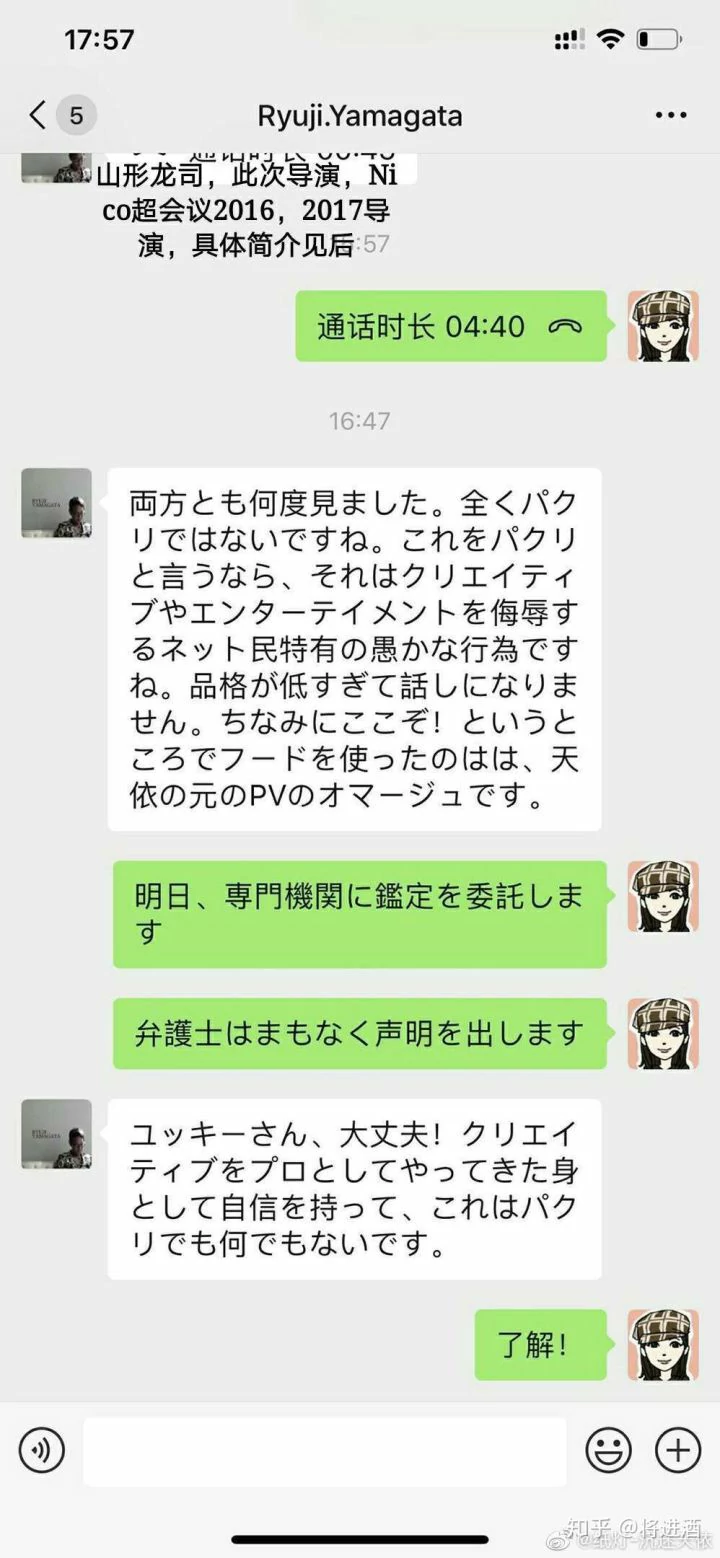 17:57
5
Ryuji.Yamagata
通话时长
山形龙司，此次导演，Ni
co超会议2016，2017导
演，具体简介见后
:57
通话时长 04:40
16:47
両方とも何度見ました。全くパク
リではないですね。これをパクリ
と言うなら、それはクリエイティ
ブやエンターテイメントを侮辱す
るネット民特有の愚かな行為です
ね。品格が低すぎて話しになりま
せん。ちなみにここぞ！というと
ころでフードを使ったのはは、天
依の元のPVのオマージュです。
明日、専門機関に鑑定を委託しま
す
弁護士はまもなく声明を出します
ユッキーさん、大丈夫！クリエイ
ティブをプロとしてやってきた身
として自信を持って、これはパク
リでも何でもないです。
了解！
知乎 @将进酒